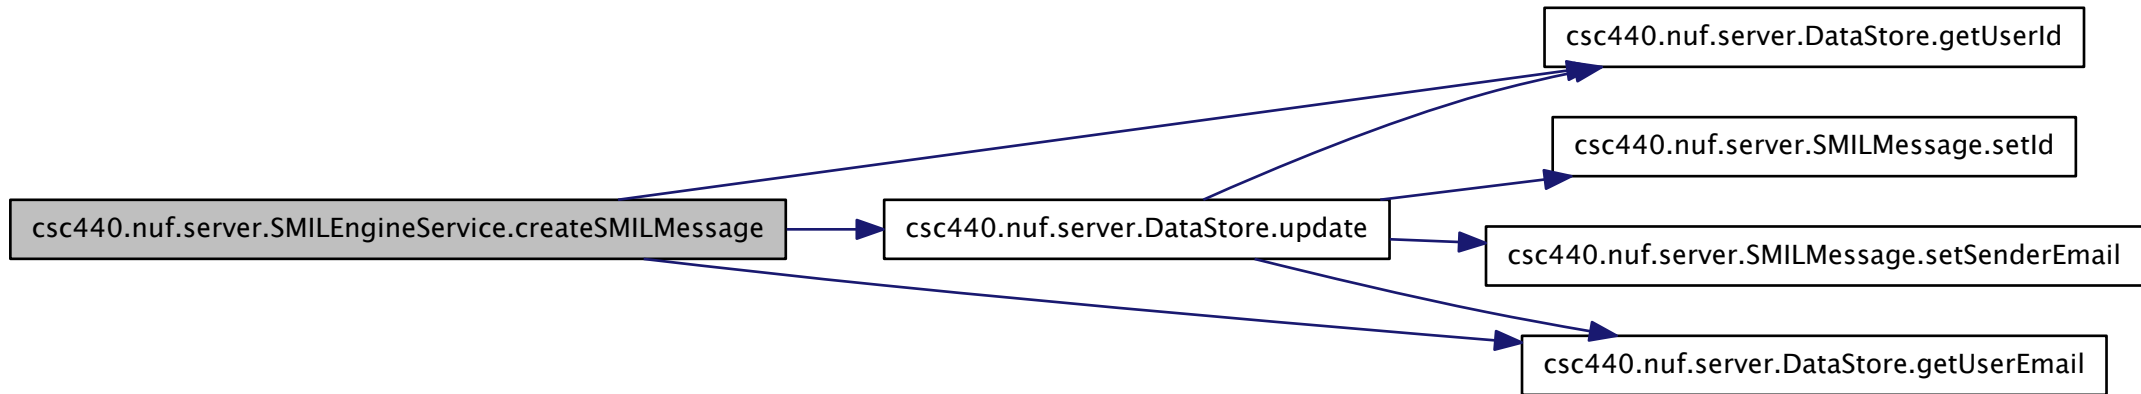 csc440.nuf.server.DataStore.getUserId
csc440.nuf.server.SMILMessage.setId
csc440.nuf.server.SMILEngineService.createSMILMessage
csc440.nuf.server.DataStore.update
csc440.nuf.server.SMILMessage.setSenderEmail
csc440.nuf.server.DataStore.getUserEmail